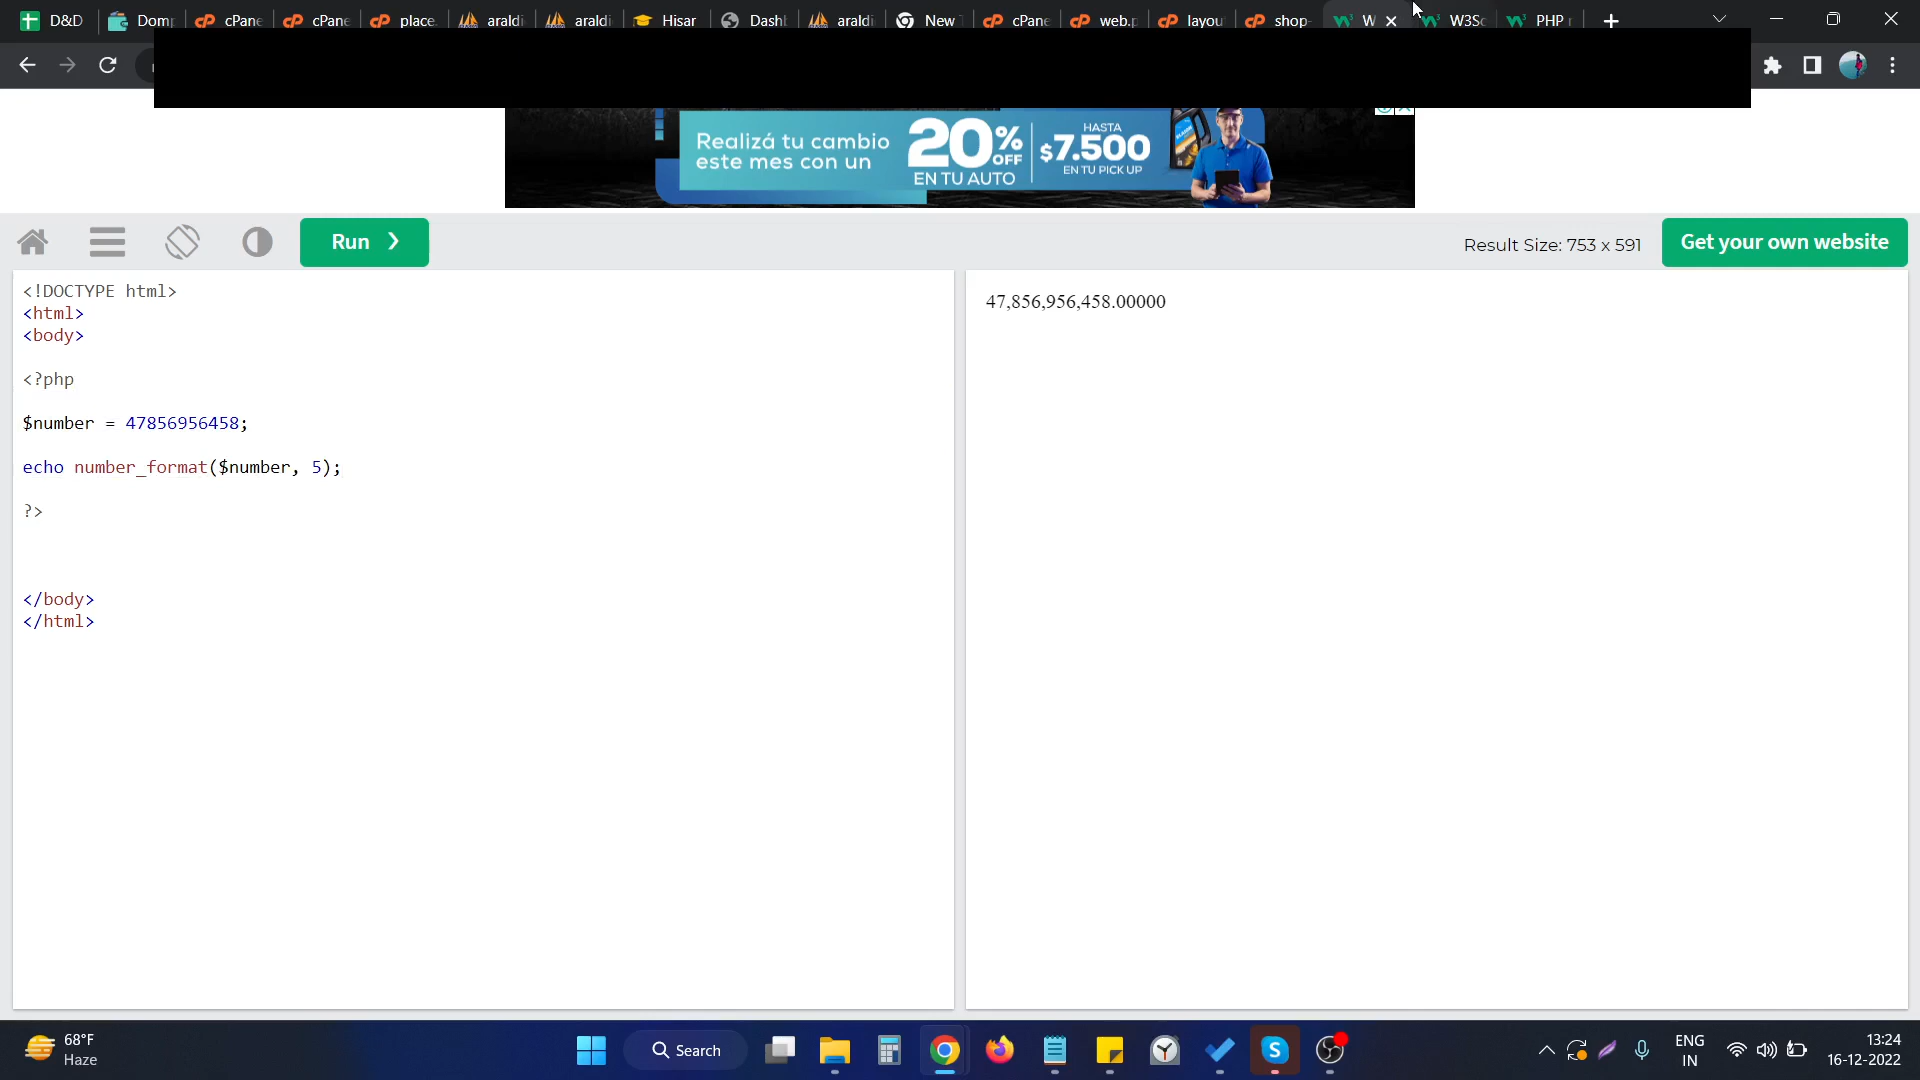 D&D
Domp
cPane
cPane
place.
araldi
araldi
Hisar
Dashb
araldi
New T
cPane
web.p
layou
shop-
W
W3Sc
PHP
Realizá tu cambio
este mes con un
20%
OFF
EN TU AUTO
HASTA
$7.500
EN TU PICK UP
Run ❯
Result Size: 753 x 591
Get your own website
<!DOCTYPE html>
<html>
<body>
<?php
$number = 47856956458;
echo number_format($number, 5);
?>
</body>
</html>
47,856,956,458.00000
68°F
Haze
Search
ENG
IN
13:24
16-12-2022